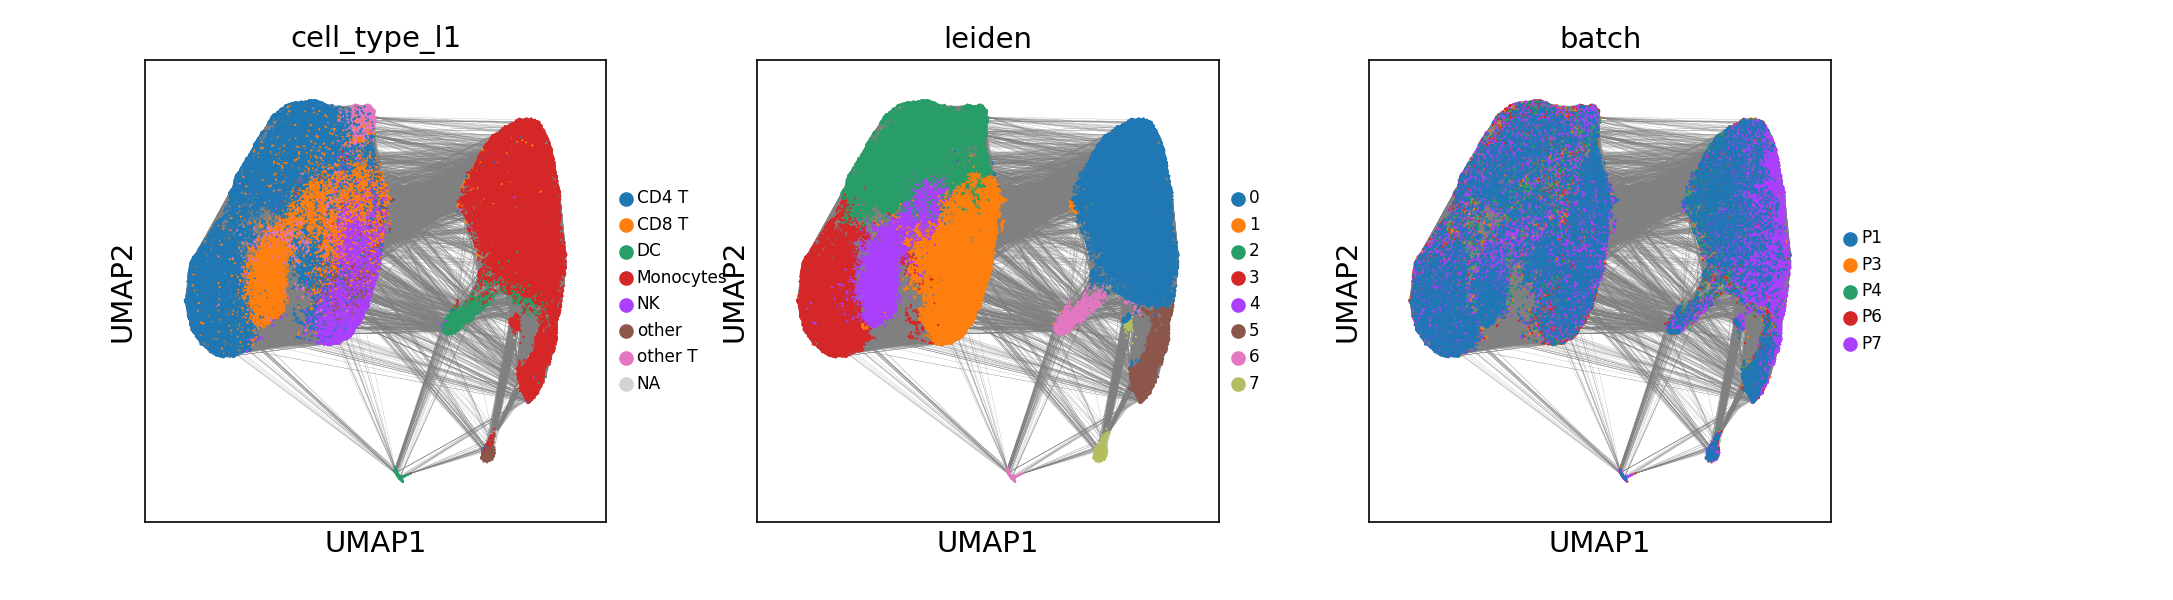 cell_type_l1
UMAP2
UMAP1
CD4 T
CD8 T
DC
Monocytes
NK
other
other T
NA
leiden
UMAP2
UMAP1
0
1
2
3
4
5
6
7
batch
UMAP2
UMAP1
P1
P3
P4
P6
P7